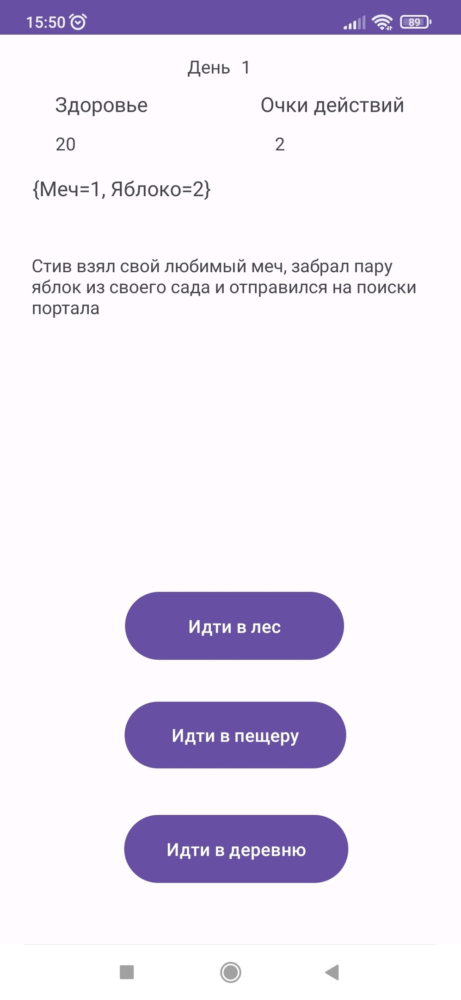 15:50 89
День 1
Здоровье Очки действий
20 2
{Меч=1, Яблоко=2}
Стив взял свой любимый меч, забрал пару
яблок из своего сада и отправился на поиски
портала
Идти в лес
Идти в пещеру
Идти в деревню